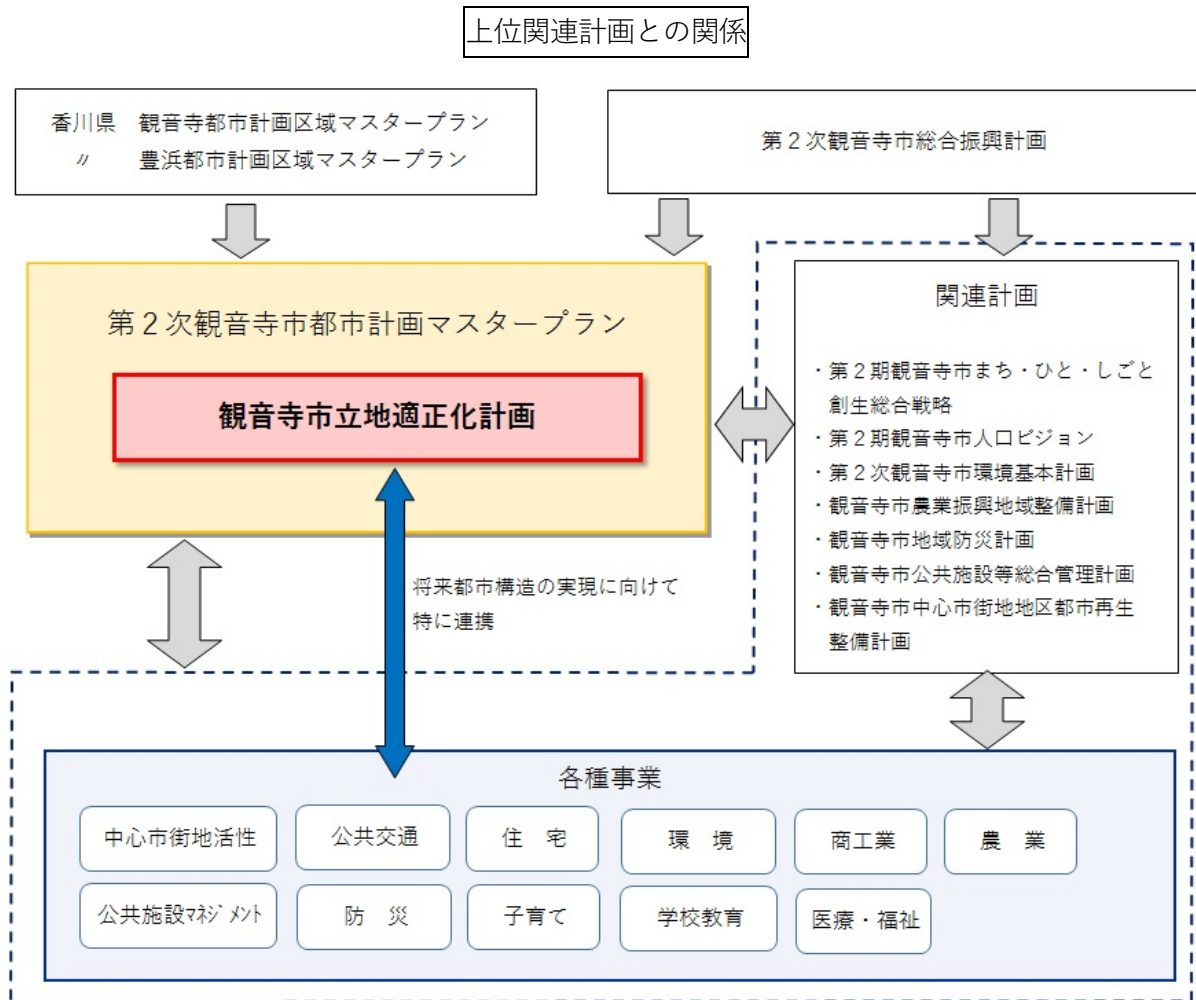 上位関連計画との関係
香川県　観音寺都市計画区域マスタープラン
〃　豊浜都市計画区域マスタープラン
第２次観音寺市総合振興計画
第２次観音寺市都市計画マスタープラン
観音寺市立地適正化計画
関連計画
・第２期観音寺市まち・ひと・しごと
創生総合戦略
・第２期観音寺市人口ビジョン
・第２次観音寺市環境基本計画
・観音寺市農業振興地域整備計画
・観音寺市地域防災計画
・観音寺市公共施設等総合管理計画
・観音寺市中心市街地地区都市再生
整備計画
将来都市構造の実現に向けて
特に連携
各種事業
中心市街地活性
公共交通
住　宅
環　境
商工業
農　業
公共施設ﾏﾈｼﾞﾒﾝﾄ
防　災
子育て
学校教育
医療・福祉